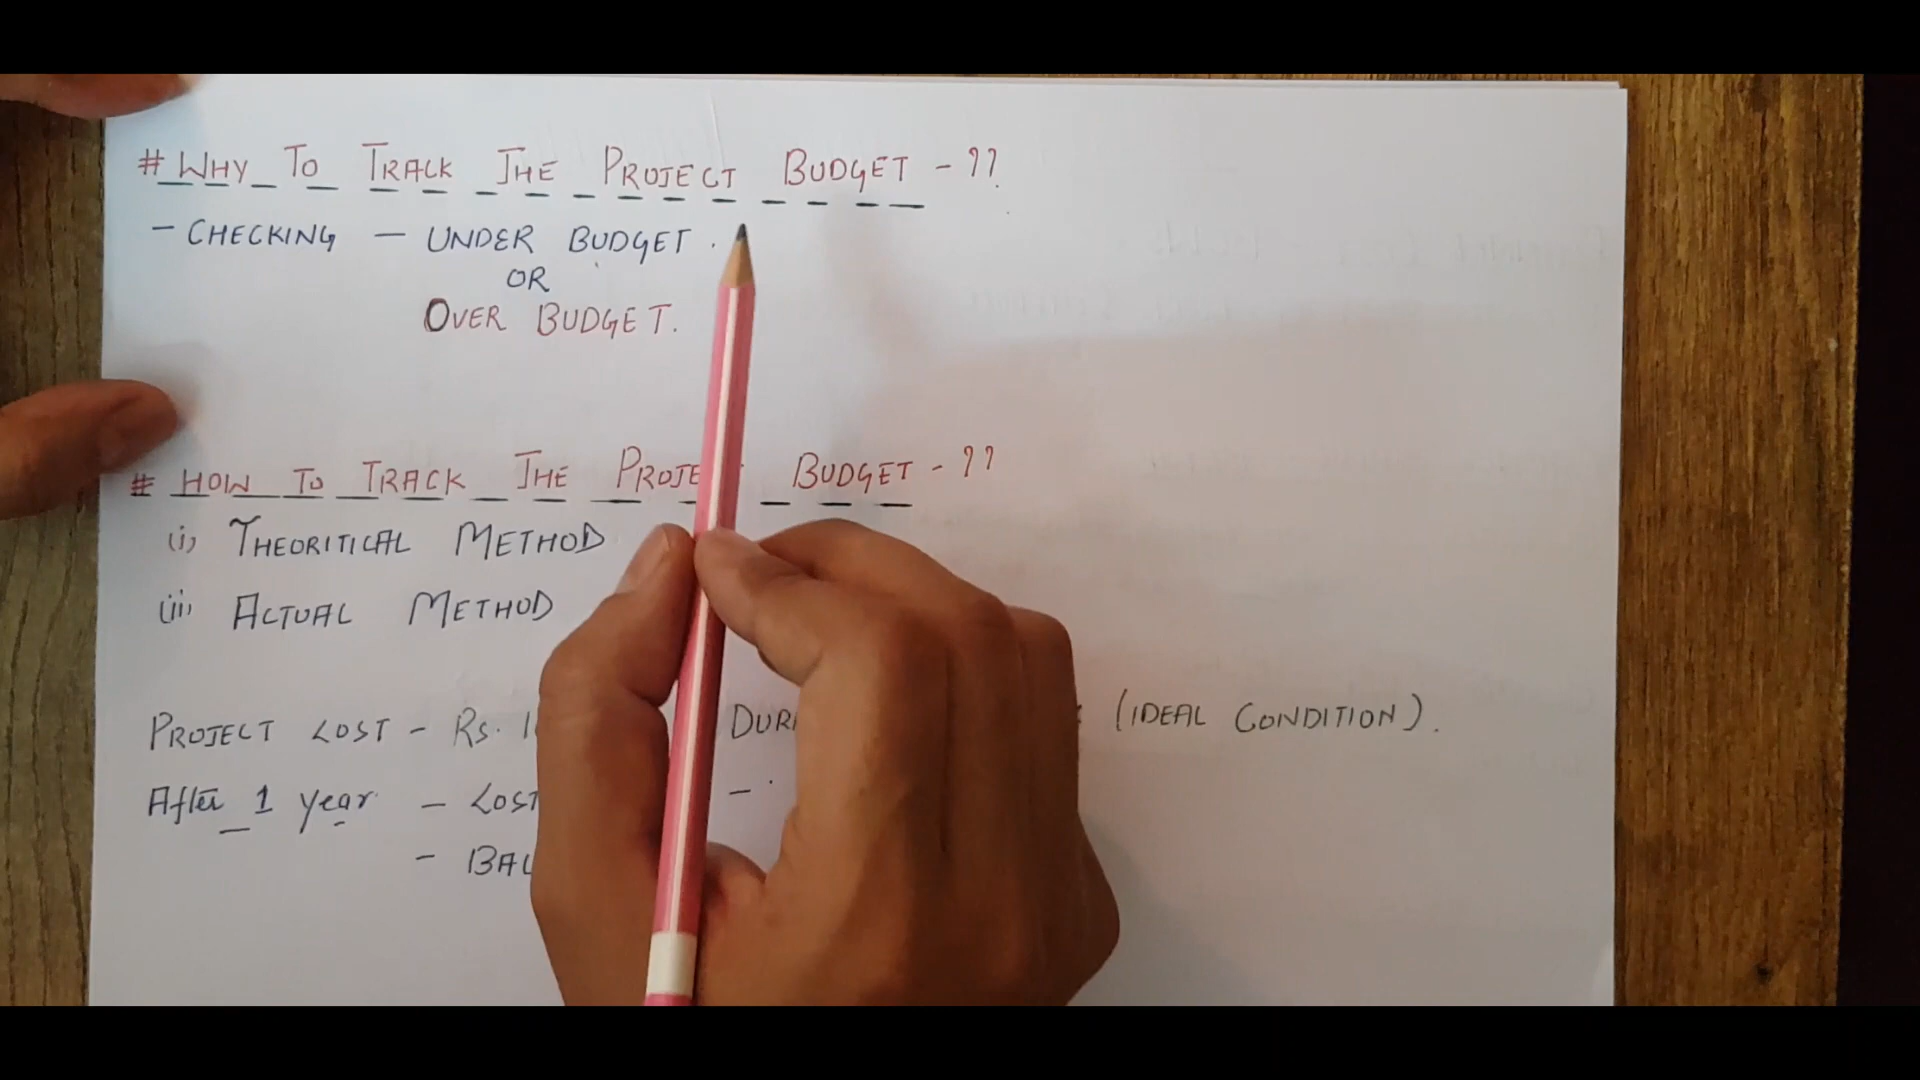 # WHY TO TRACK THE PROJECT BUDGET - ??
- CHECKING - UNDER BUDGET.
OR
OVER BUDGET.
# HOW TO TRACK THE BUDGET - ??
(i) THEORITICAL METHOD
(ii) ACTUAL METHOD
PROJECT COST - Rs. (IDEAL CONDITION).
After 1 year - COST -
-